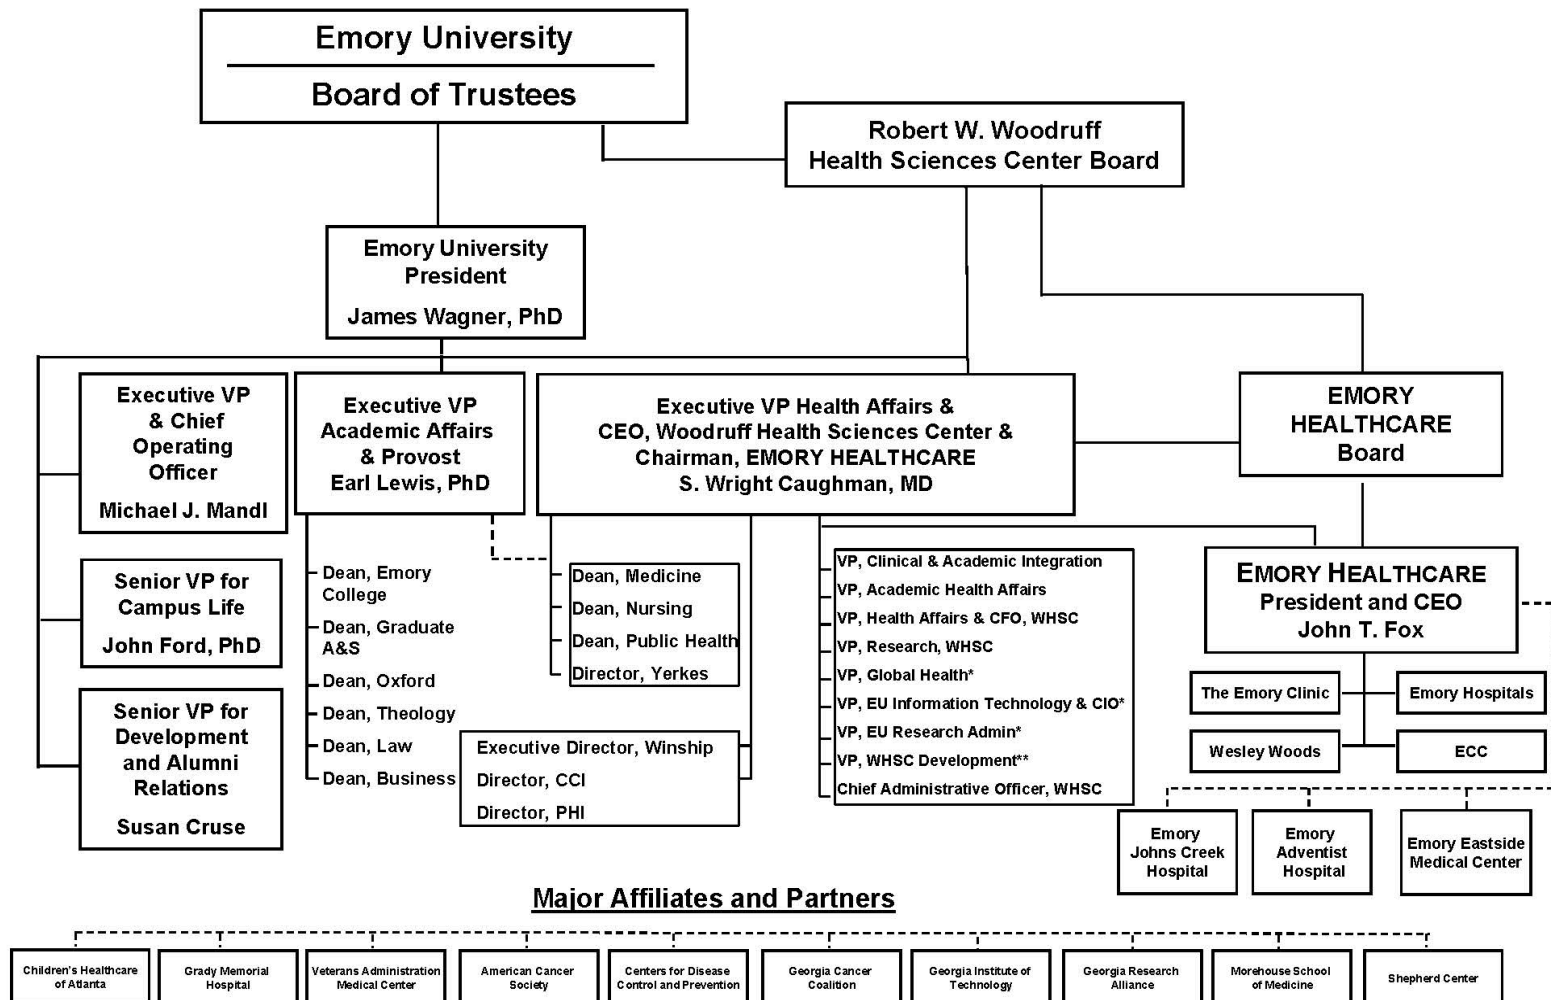 Emory University
Board of Trustees
Robert W. Woodruff
Health Sciences Center Board
Emory University
President
James Wagner, PhD
Executive VP
& Chief
Operating
Officer
Michael J. Mandl
Executive VP
Academic Affairs
& Provost
Earl Lewis, PhD
Executive VP Health Affairs &
CEO, Woodruff Health Sciences Center &
Chairman, EMORY HEALTHCARE
S. Wright Caughman, MD
EMORY
HEALTHCARE
Board
Senior VP for
Campus Life
John Ford, PhD
Senior VP for
Development
and Alumni
Relations
Susan Cruse
Dean, Emory
College
Dean, Graduate
A&S
Dean, Oxford
Dean, Theology
Dean, Law
Dean, Business
Dean, Medicine
Dean, Nursing
Dean, Public Health
Director, Yerkes
Executive Director, Winship
Director, CCI
Director, PHI
VP, Clinical & Academic Integration
VP, Academic Health Affairs
VP, Health Affairs & CFO, WHSC
VP, Research, WHSC
VP, Global Health*
VP, EU Information Technology & CIO*
VP, EU Research Admin*
VP, WHSC Development**
Chief Administrative Officer, WHSC
EMORY HEALTHCARE
President and CEO
John T. Fox
The Emory Clinic
Emory Hospitals
Wesley Woods
ECC
Emory
Johns Creek
Hospital
Emory
Adventist
Hospital
Emory Eastside
Medical Center
Major Affiliates and Partners
Children's Healthcare
of Atlanta
Grady Memorial
Hospital
Veterans Administration
Medical Center
American Cancer
Society
Centers for Disease
Control and Prevention
Georgia Cancer
Coalition
Georgia Institute of
Technology
Georgia Research
Alliance
Morehouse School
of Medicine
Shepherd Center